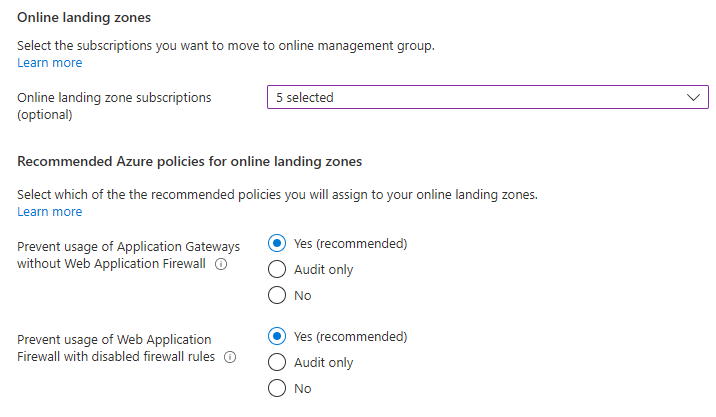 Online landing zones
Select the subscriptions you want to move to online management group.
Learn more
Online landing zone subscriptions
(optional)
5 selected
Recommended Azure policies for online landing zones
Select which of the the recommended policies you will assign to your online landing zones.
Learn more
Prevent usage of Application Gateways
without Web Application Firewall
Yes (recommended)
Audit only
No
Prevent usage of Web Application
Firewall with disabled firewall rules
Yes (recommended)
Audit only
No